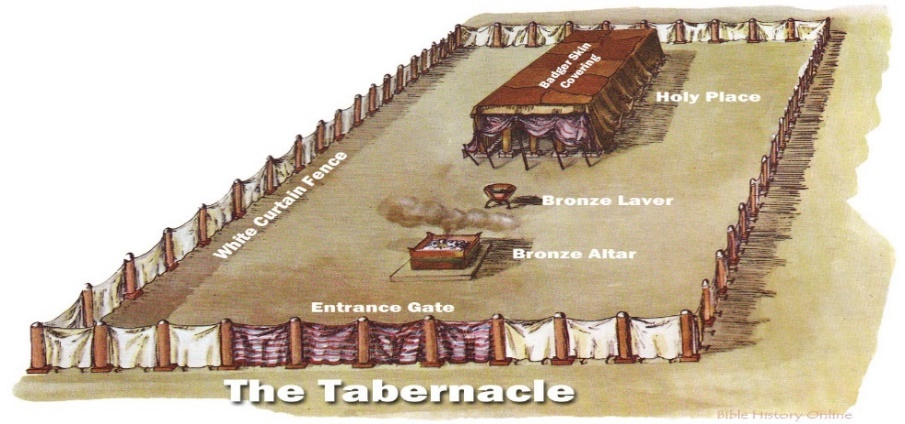 Badger Skin
Covering
Holy Place
White Curtain Fence
Bronze Laver
Bronze Altar
Entrance Gate
The Tabernacle
Bible History Online